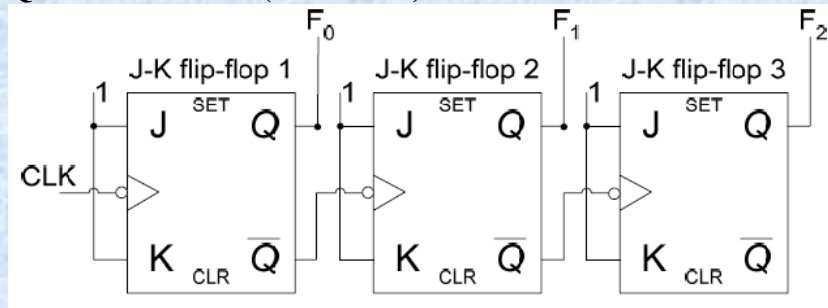 F0 F1 F2
J-K flip-flop 1 J-K flip-flop 2 J-K flip-flop 3
1 SET 1 SET 1 SET
J Q J Q J Q
CLK
K CLR Q̅ K CLR Q̅ K CLR Q̅